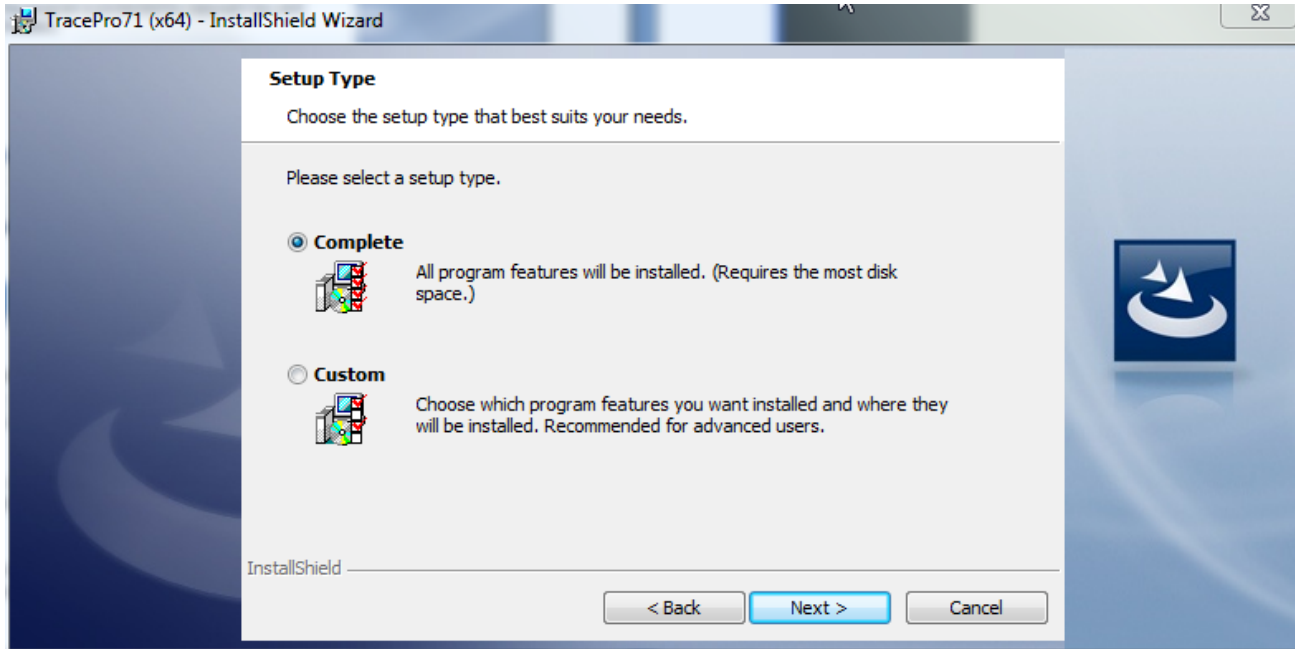 TracePro71 (x64) - InstallShield Wizard
Setup Type
Choose the setup type that best suits your needs.
Please select a setup type.
Complete
All program features will be installed. (Requires the most disk
space.)
Custom
Choose which program features you want installed and where they
will be installed. Recommended for advanced users.
InstallShield
< Back Next > Cancel